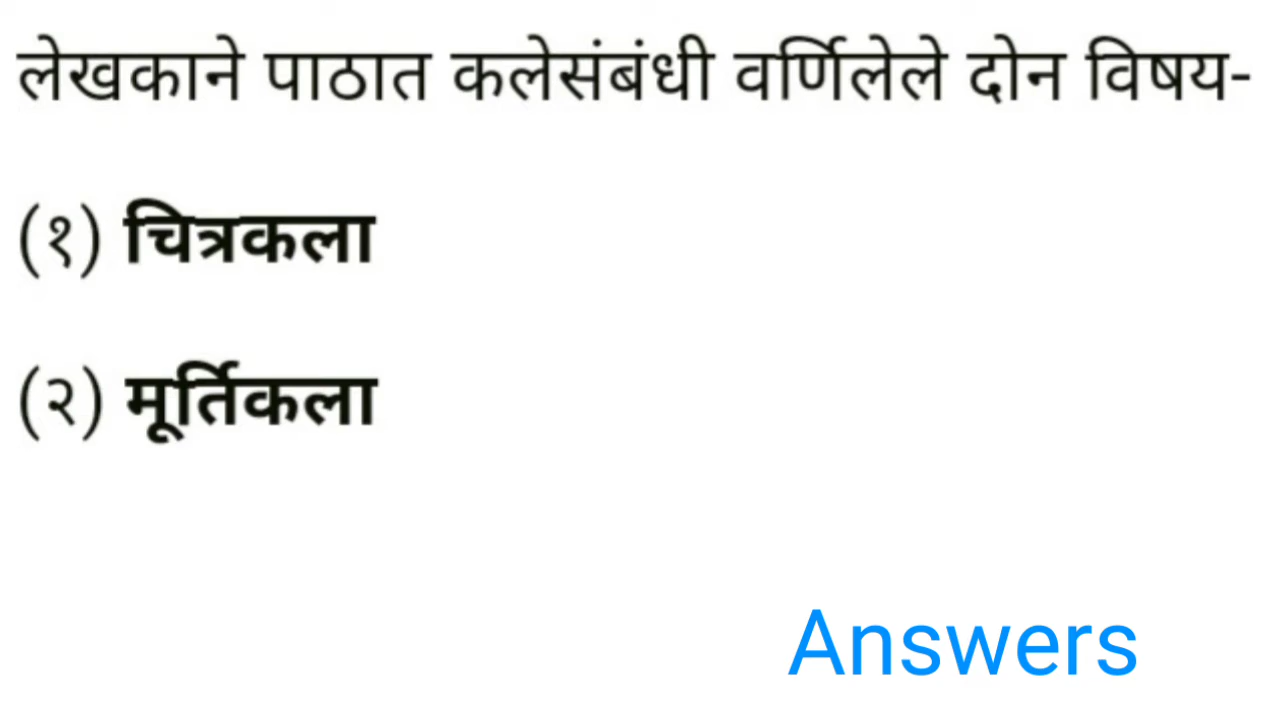 लेखकाने पाठात कलेसंबंधी वर्णिलेले दोन विषय-
(१) चित्रकला
(२) मूर्तिकला
Answers